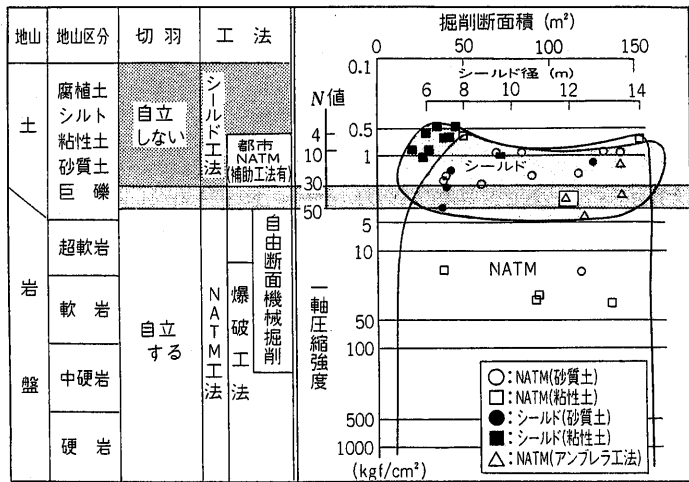 地山
地山区分
切羽
工法
土
腐植土
シルト
粘性土
砂質土
巨礫
自立
しない
シールド工法
都市
NATM
(補助工法有)
岩盤
超軟岩
軟岩
中硬岩
硬岩
自立
する
NATM工法
爆破工法
自由断面機械掘削
N値
4
10
30
50
一軸圧縮強度
掘削断面積 (m²)
0 50 100 150
シールド径 (m)
6 8 10 12 14
0.1
0.5
1
5
10
50
100
500
1000
(kgf/cm²)
シールド
NATM
○:NATM(砂質土)
□:NATM(粘性土)
●:シールド(砂質土)
■:シールド(粘性土)
△:NATM(アンブレラ工法)